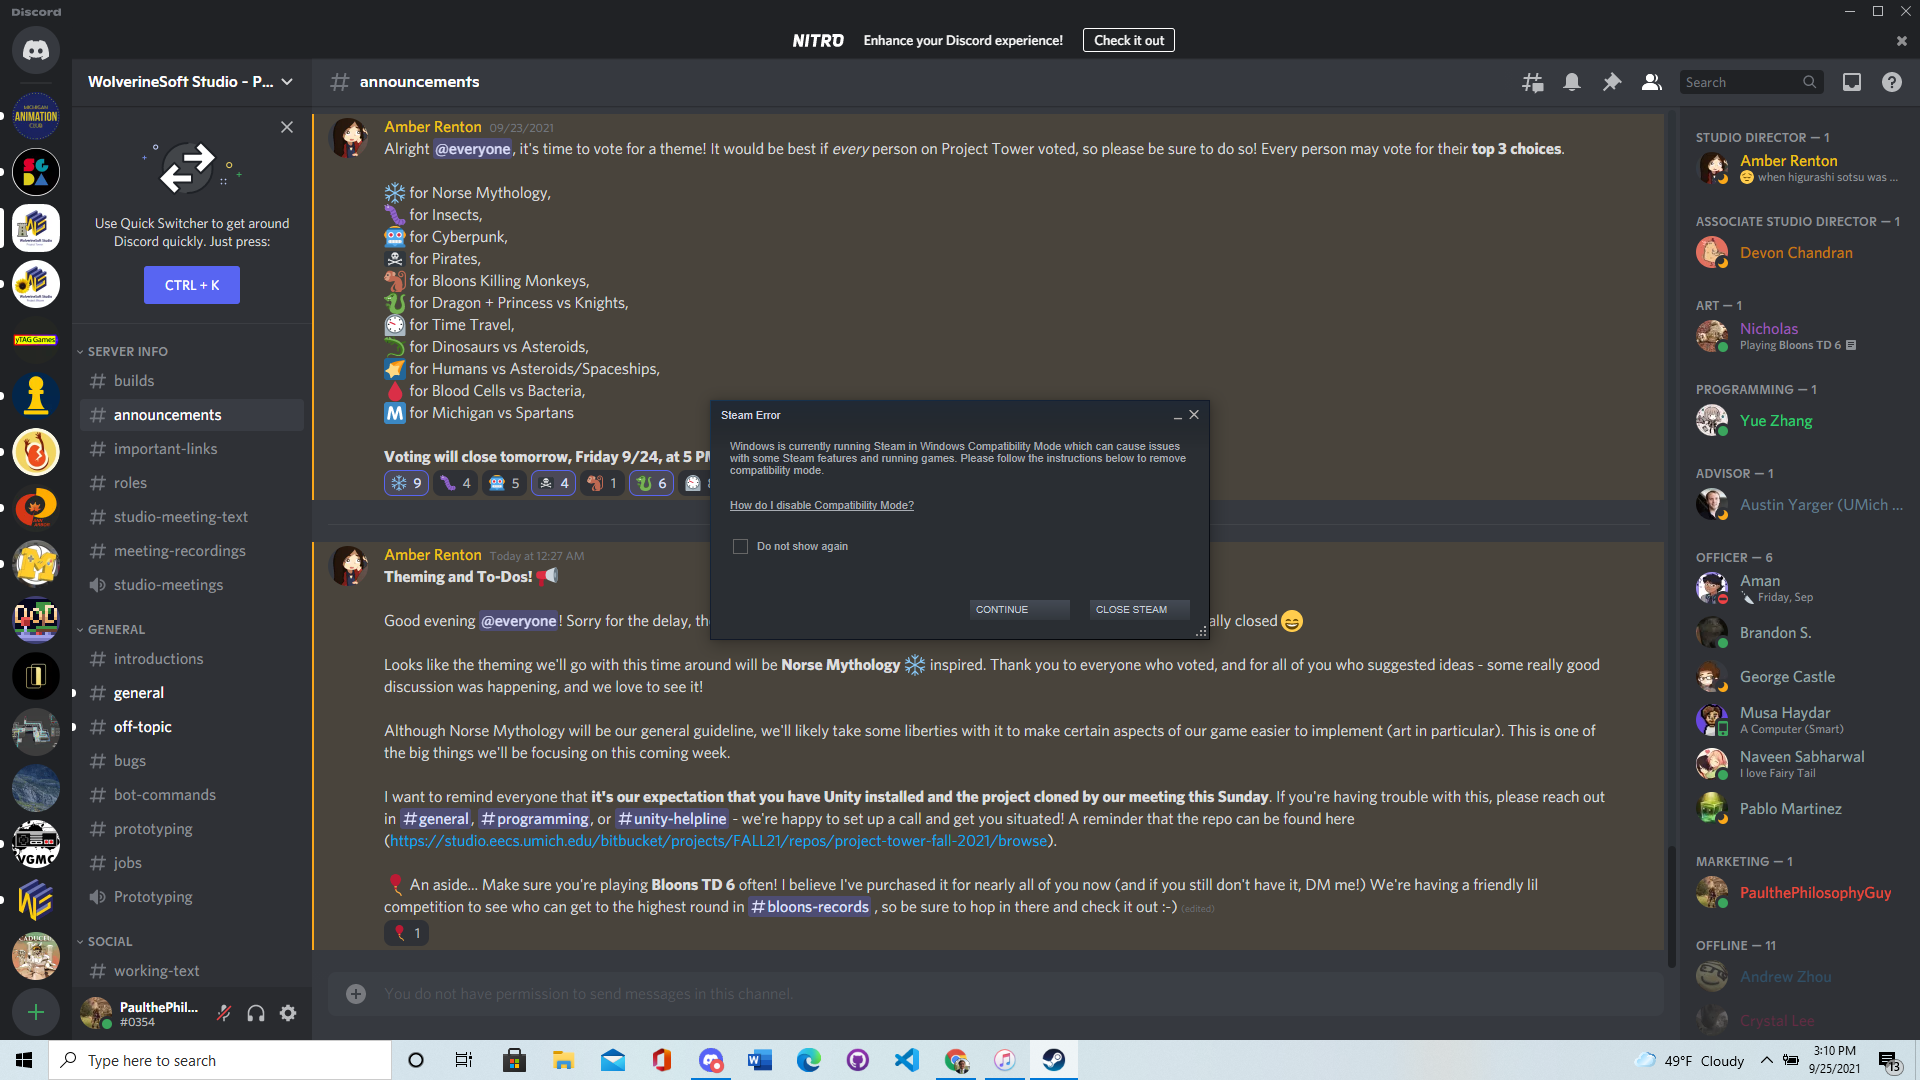 Discord
NITRO Enhance your Discord experience! Check it out
WolverineSoft Studio - P...
announcements
Search
MICHIGAN
ANIMATION
CLUB
Use Quick Switcher to get around
Discord quickly. Just press:
CTRL + K
yTAG Games
VGMC
SERVER INFO
builds
announcements
important-links
roles
studio-meeting-text
meeting-recordings
studio-meetings
GENERAL
introductions
general
off-topic
bugs
bot-commands
prototyping
jobs
Prototyping
SOCIAL
working-text
PaulthePhil...
#0354
Amber Renton 09/23/2021
Alright @everyone, it's time to vote for a theme! It would be best if every person on Project Tower voted, so please be sure to do so! Every person may vote for their top 3 choices.
❄️ for Norse Mythology,
for Insects,
for Cyberpunk,
for Pirates,
for Bloons Killing Monkeys,
for Dragon + Princess vs Knights,
for Time Travel,
for Dinosaurs vs Asteroids,
for Humans vs Asteroids/Spaceships,
for Blood Cells vs Bacteria,
M for Michigan vs Spartans
Voting will close tomorrow, Friday 9/24, at 5 PM
9 4 5 4 1 6
Amber Renton Today at 12:27 AM
Theming and To-Dos!
Good evening @everyone! Sorry for the delay, the ally closed
Looks like the theming we'll go with this time around will be Norse Mythology ❄️ inspired. Thank you to everyone who voted, and for all of you who suggested ideas - some really good
discussion was happening, and we love to see it!
Although Norse Mythology will be our general guideline, we'll likely take some liberties with it to make certain aspects of our game easier to implement (art in particular). This is one of
the big things we'll be focusing on this coming week.
I want to remind everyone that it's our expectation that you have Unity installed and the project cloned by our meeting this Sunday. If you're having trouble with this, please reach out
in #general, #programming, or #unity-helpline - we're happy to set up a call and get you situated! A reminder that the repo can be found here
(https://studio.eecs.umich.edu/bitbucket/projects/FALL21/repos/project-tower-fall-2021/browse).
An aside... Make sure you're playing Bloons TD 6 often! I believe I've purchased it for nearly all of you now (and if you still don't have it, DM me!) We're having a friendly lil
competition to see who can get to the highest round in #bloons-records , so be sure to hop in there and check it out :-) (edited)
1
You do not have permission to send messages in this channel.
Steam Error
Windows is currently running Steam in Windows Compatibility Mode which can cause issues
with some Steam features and running games. Please follow the instructions below to remove
compatibility mode.
How do I disable Compatibility Mode?
Do not show again
CONTINUE CLOSE STEAM
STUDIO DIRECTOR — 1
Amber Renton
when higurashi sotsu was ...
ASSOCIATE STUDIO DIRECTOR — 1
Devon Chandran
ART — 1
Nicholas
Playing Bloons TD 6
PROGRAMMING — 1
Yue Zhang
ADVISOR — 1
Austin Yarger (UMich ...
OFFICER — 6
Aman
Friday, Sep
Brandon S.
George Castle
Musa Haydar
A Computer (Smart)
Naveen Sabharwal
I love Fairy Tail
Pablo Martinez
MARKETING — 1
PaulthePhilosophyGuy
OFFLINE — 11
Andrew Zhou
Crystal Lee
Type here to search
49°F Cloudy
3:10 PM
9/25/2021
13